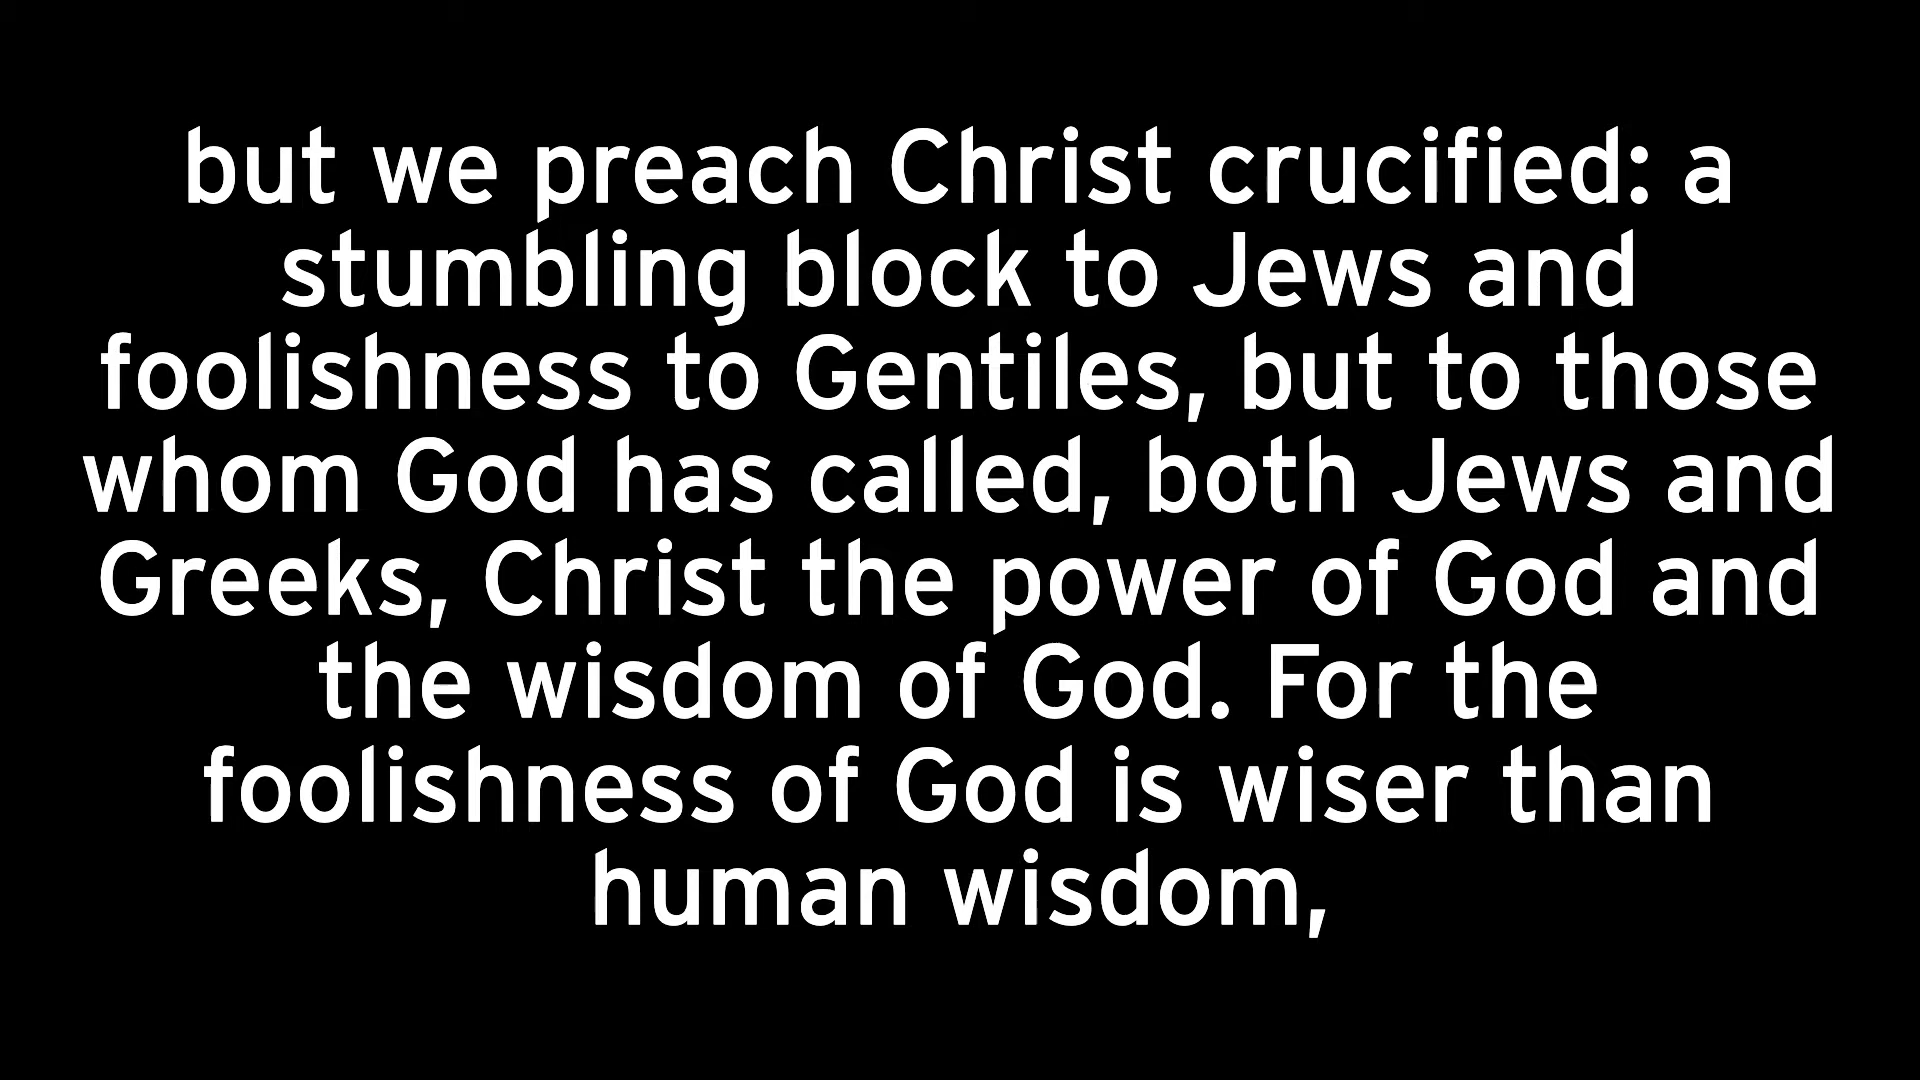 but we preach Christ crucified: a
stumbling block to Jews and
foolishness to Gentiles, but to those
whom God has called, both Jews and
Greeks, Christ the power of God and
the wisdom of God. For the
foolishness of God is wiser than
human wisdom,